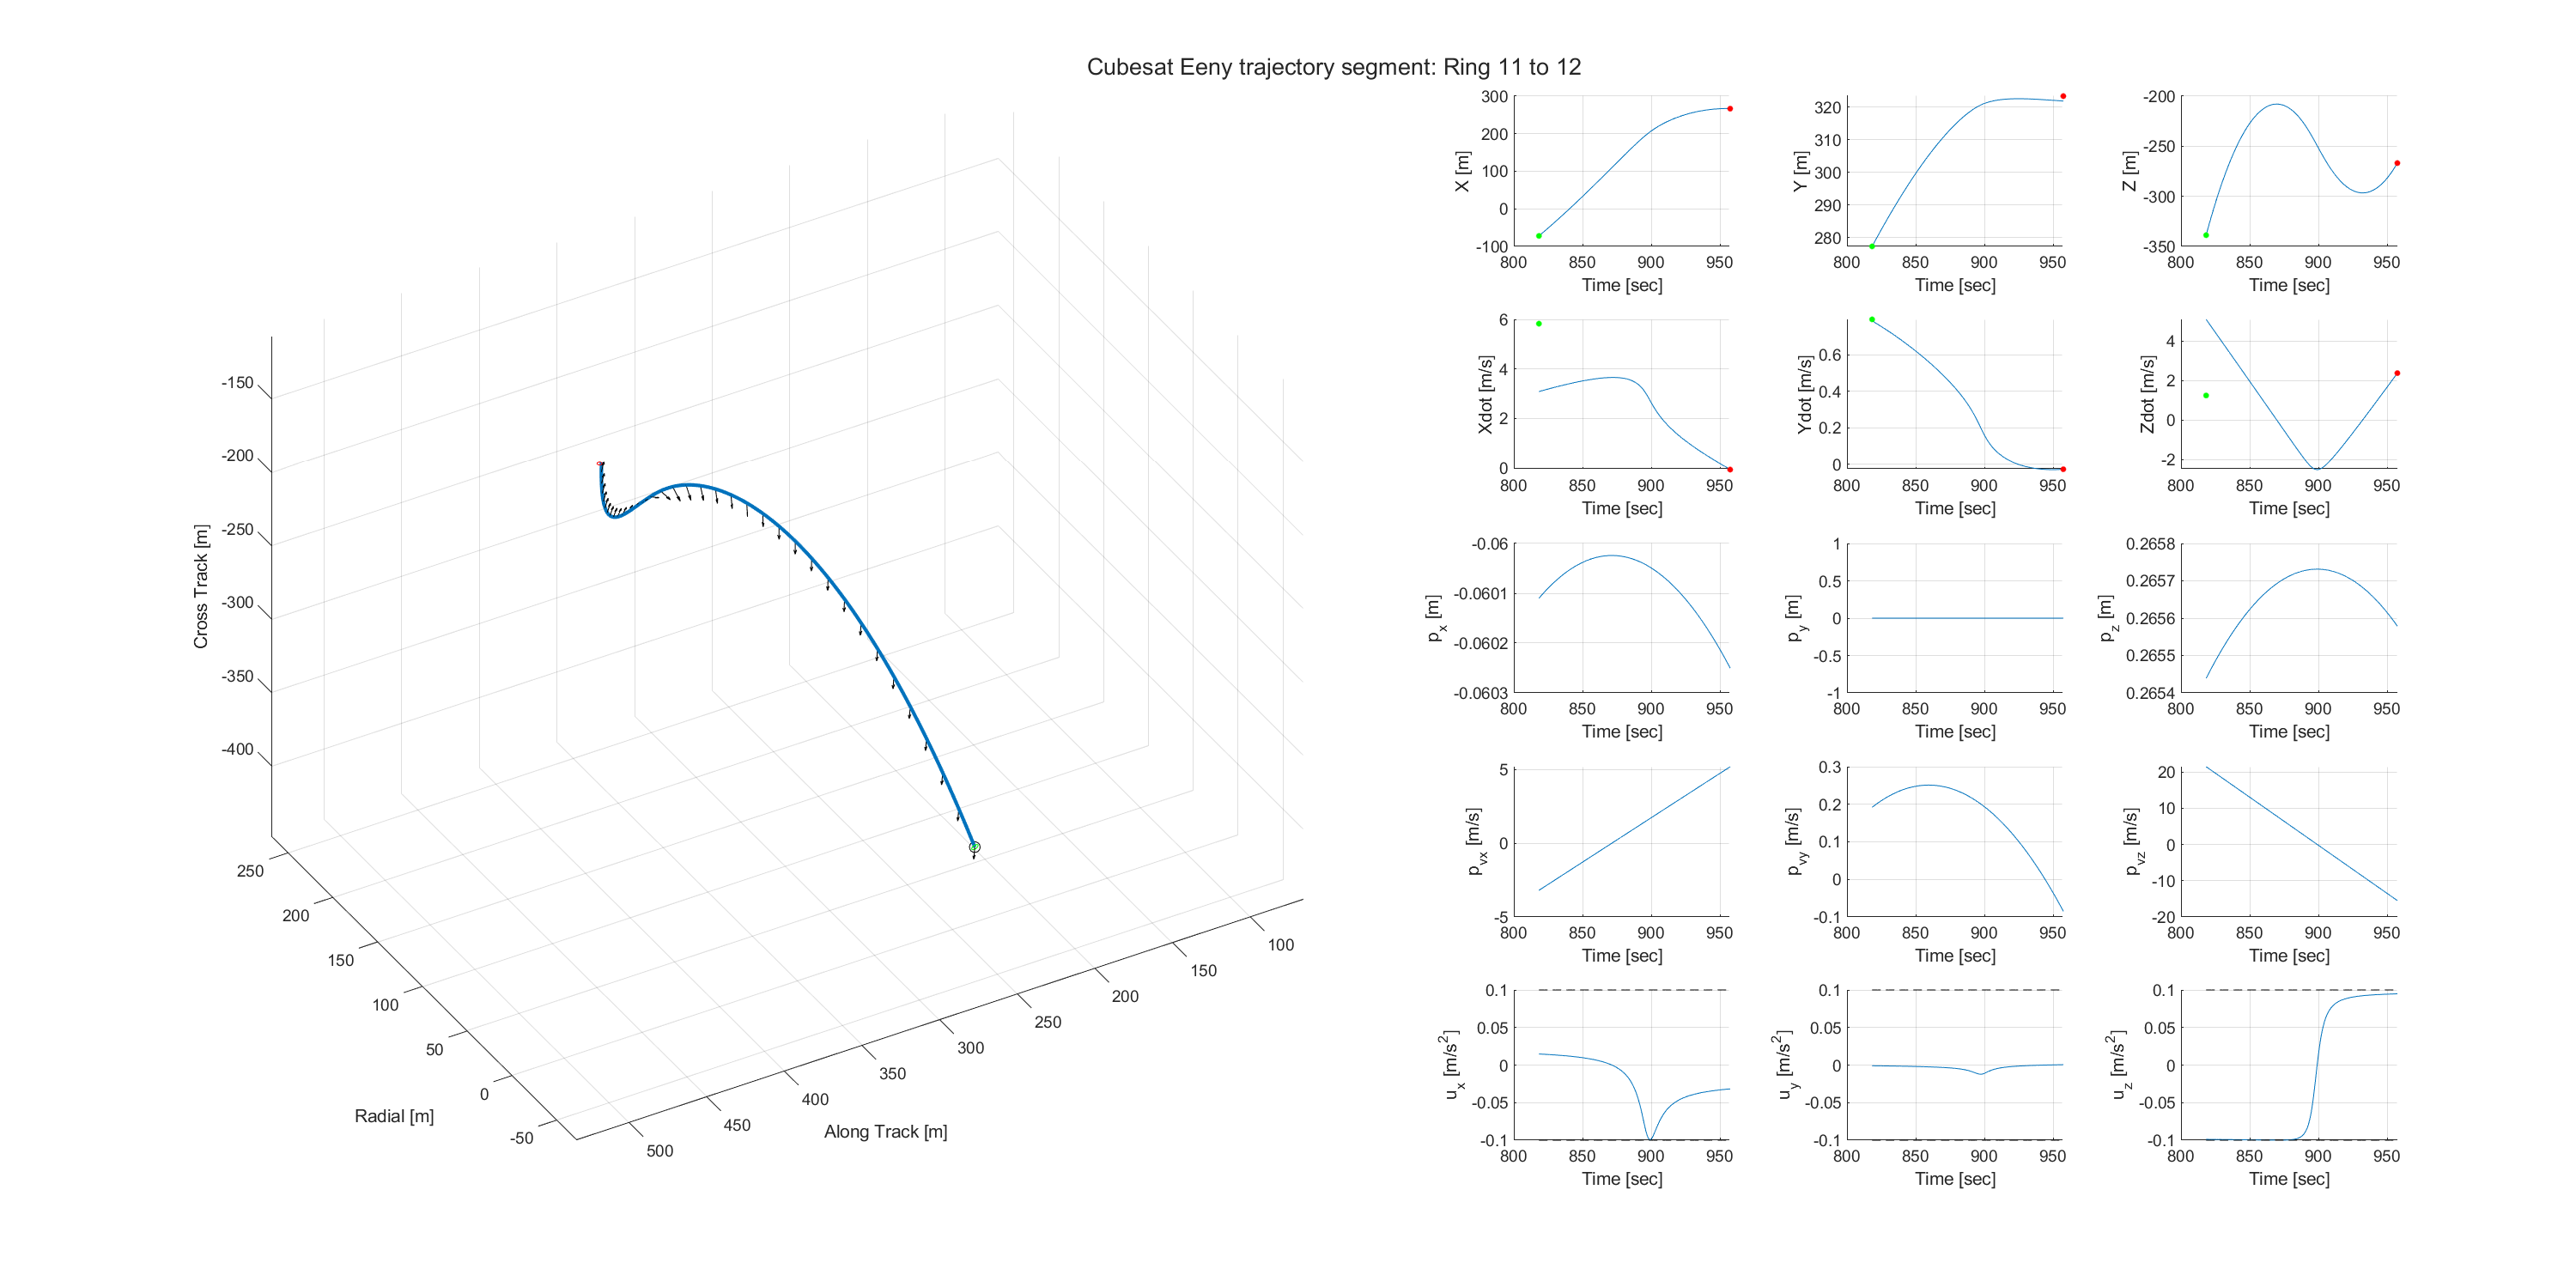 Cubesat Eeny trajectory segment: Ring 11 to 12
-150
-200
-250
-300
-350
-400
Cross Track [m]
250
200
150
100
50
0
-50
Radial [m]
500
450
400
350
300
250
200
150
100
Along Track [m]
300
200
100
0
-100
X [m]
800 850 900 950
Time [sec]
320
310
300
290
280
Y [m]
800 850 900 950
Time [sec]
-200
-250
-300
-350
Z [m]
800 850 900 950
Time [sec]
6
4
2
0
Xdot [m/s]
800 850 900 950
Time [sec]
0.6
0.4
0.2
0
Ydot [m/s]
800 850 900 950
Time [sec]
4
2
0
-2
Zdot [m/s]
800 850 900 950
Time [sec]
-0.06
-0.0601
-0.0602
-0.0603
p_x [m]
800 850 900 950
Time [sec]
1
0.5
0
-0.5
-1
p_y [m]
800 850 900 950
Time [sec]
0.2658
0.2657
0.2656
0.2655
0.2654
p_z [m]
800 850 900 950
Time [sec]
5
0
-5
p_vx [m/s]
800 850 900 950
Time [sec]
0.3
0.2
0.1
0
-0.1
p_vy [m/s]
800 850 900 950
Time [sec]
20
10
0
-10
-20
p_vz [m/s]
800 850 900 950
Time [sec]
0.1
0.05
0
-0.05
-0.1
u_x [m/s²]
800 850 900 950
Time [sec]
0.1
0.05
0
-0.05
-0.1
u_y [m/s²]
800 850 900 950
Time [sec]
0.1
0.05
0
-0.05
-0.1
u_z [m/s²]
800 850 900 950
Time [sec]